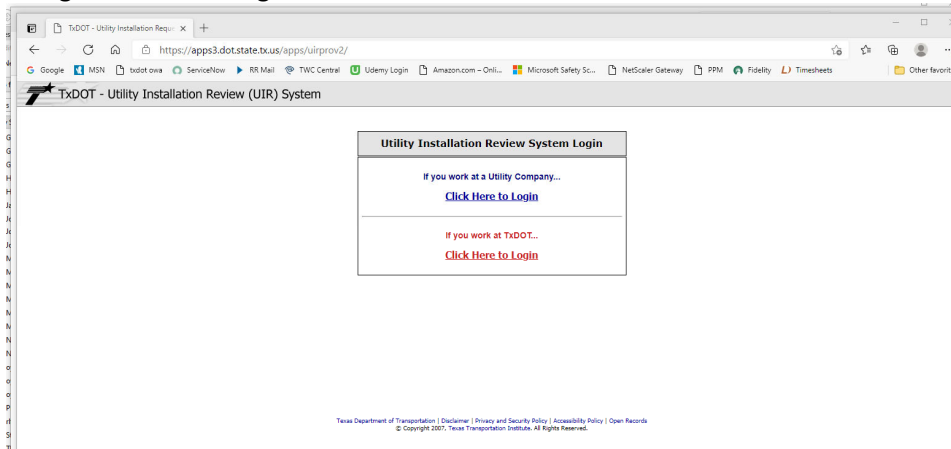 TxDOT - Utility Installation Reque
https://apps3.dot.state.tx.us/apps/uirprov2/
Google MSN txdot owa ServiceNow RR Mail TWC Central Udemy Login Amazon.com – Onli... Microsoft Safety Sc... NetScaler Gateway PPM Fidelity Timesheets Other favorit
TxDOT - Utility Installation Review (UIR) System
Utility Installation Review System Login
If you work at a Utility Company...
Click Here to Login
If you work at TxDOT...
Click Here to Login
Texas Department of Transportation | Disclaimer | Privacy and Security Policy | Accessibility Policy | Open Records
© Copyright 2007, Texas Transportation Institute. All Rights Reserved.